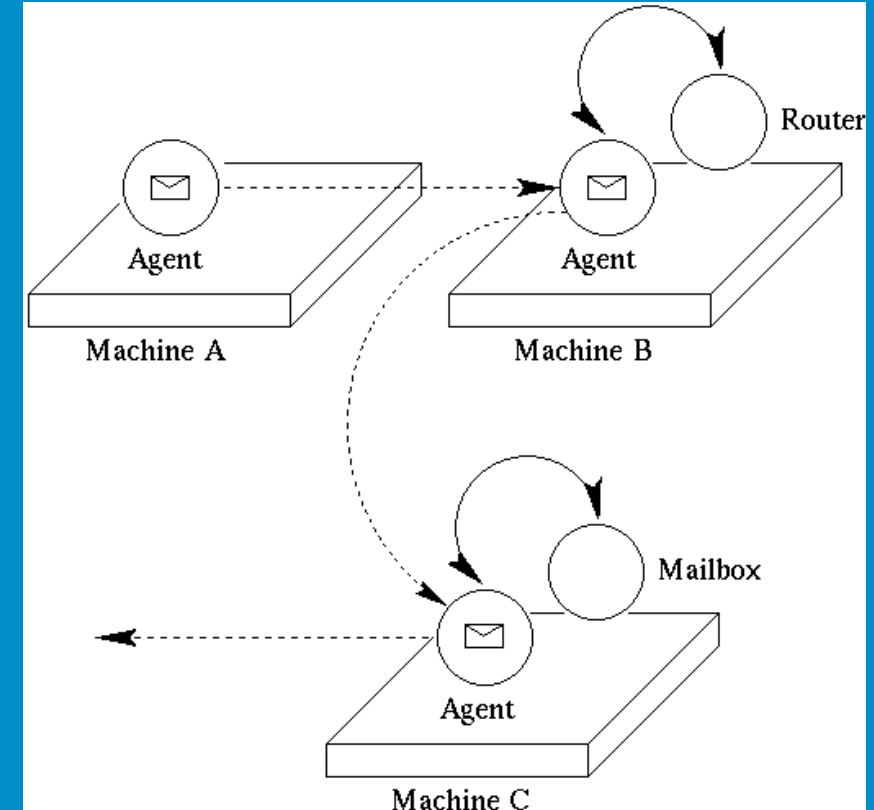 Router
Agent
Agent
Machine A
Machine B
Mailbox
Agent
Machine C